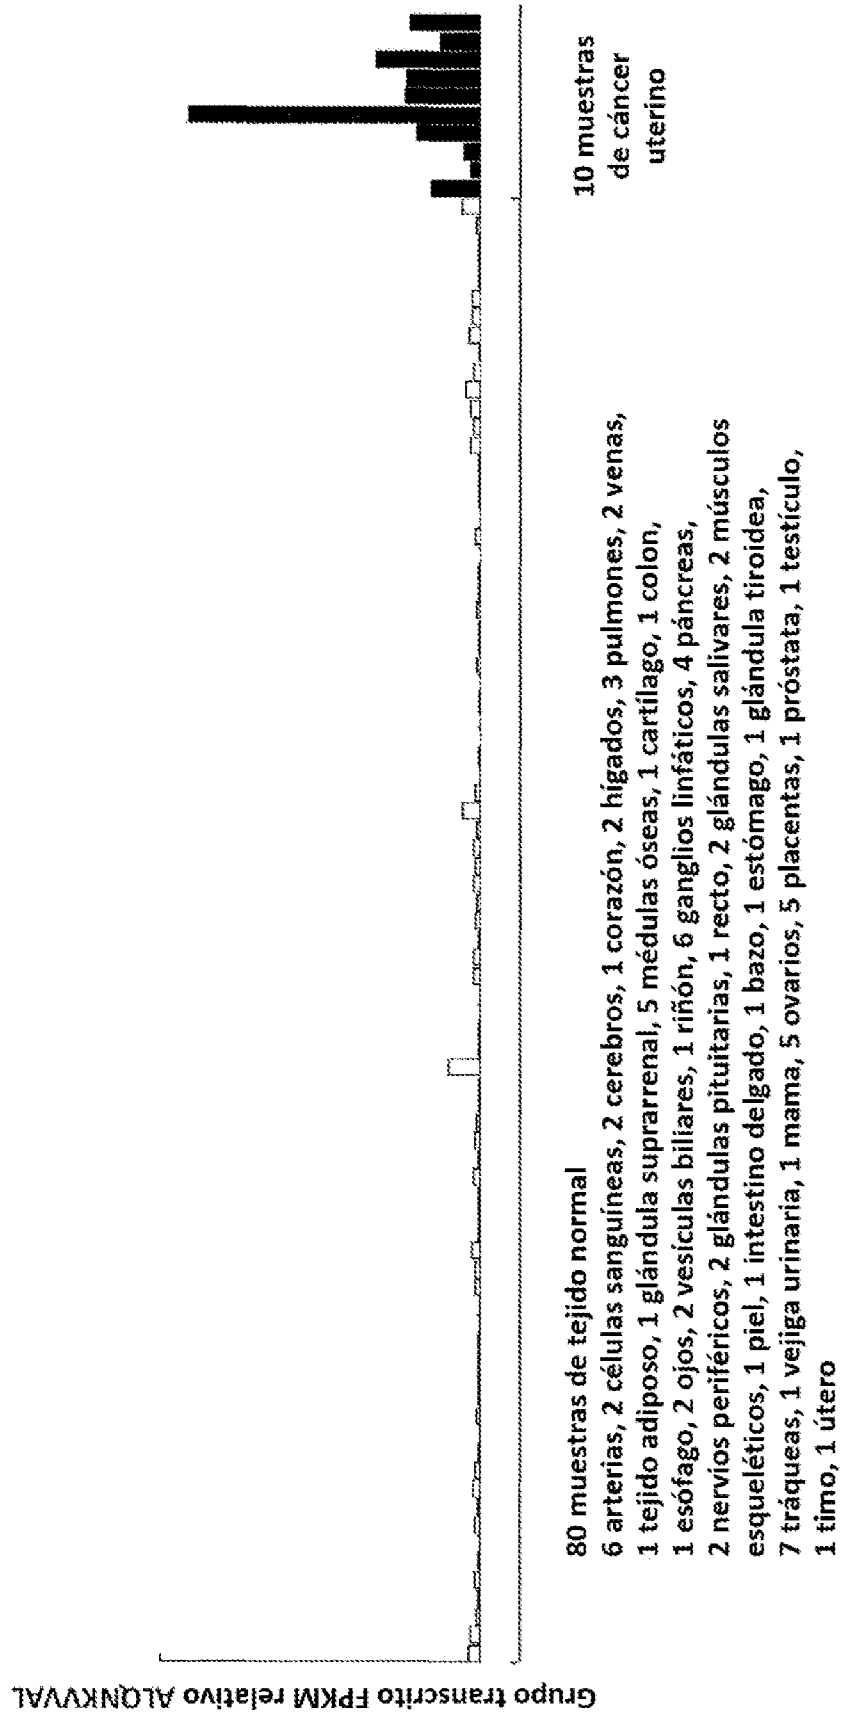 Grupo transcrito FPKM relativo ALQNKVVAL
80 muestras de tejido normal
6 arterias, 2 células sanguíneas, 2 cerebros, 1 corazón, 2 hígados, 3 pulmones, 2 venas,
1 tejido adiposo, 1 glándula suprarrenal, 5 médulas óseas, 1 cartílago, 1 colon,
1 esófago, 2 ojos, 2 vesículas biliares, 1 riñón, 6 ganglios linfáticos, 4 páncreas,
2 nervios periféricos, 2 glándulas pituitarias, 1 recto, 2 glándulas salivares, 2 músculos
esqueléticos, 1 piel, 1 intestino delgado, 1 bazo, 1 estómago, 1 glándula tiroidea,
7 tráqueas, 1 vejiga urinaria, 1 mama, 5 ovarios, 5 placentas, 1 próstata, 1 testículo,
1 timo, 1 útero
10 muestras
de cáncer
uterino